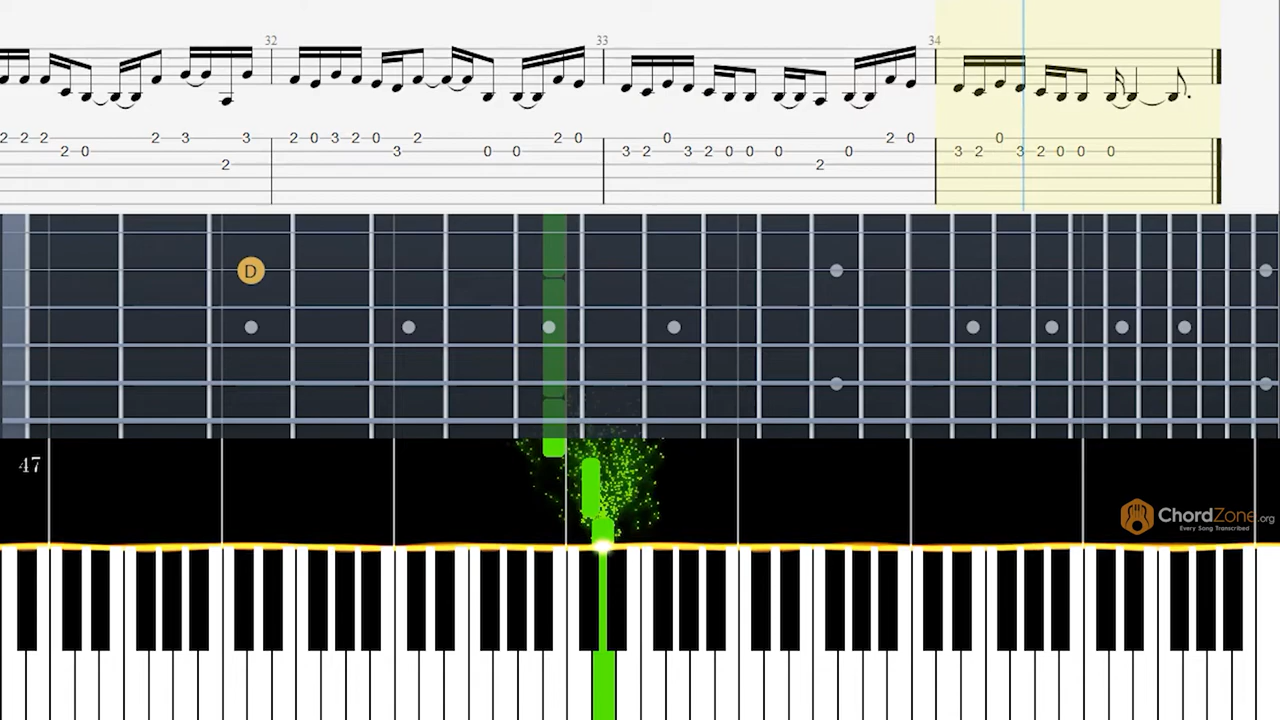 32 33 34
2 2 2 2 3 3 2 0 3 2 0 2 2 0 0 2 0 0
2 0 3 0 0 3 2 3 2 0 0 0 0 3 2 3 2 0 0 0
2 2
D
47
ChordZone.org
Every Song Transcribed